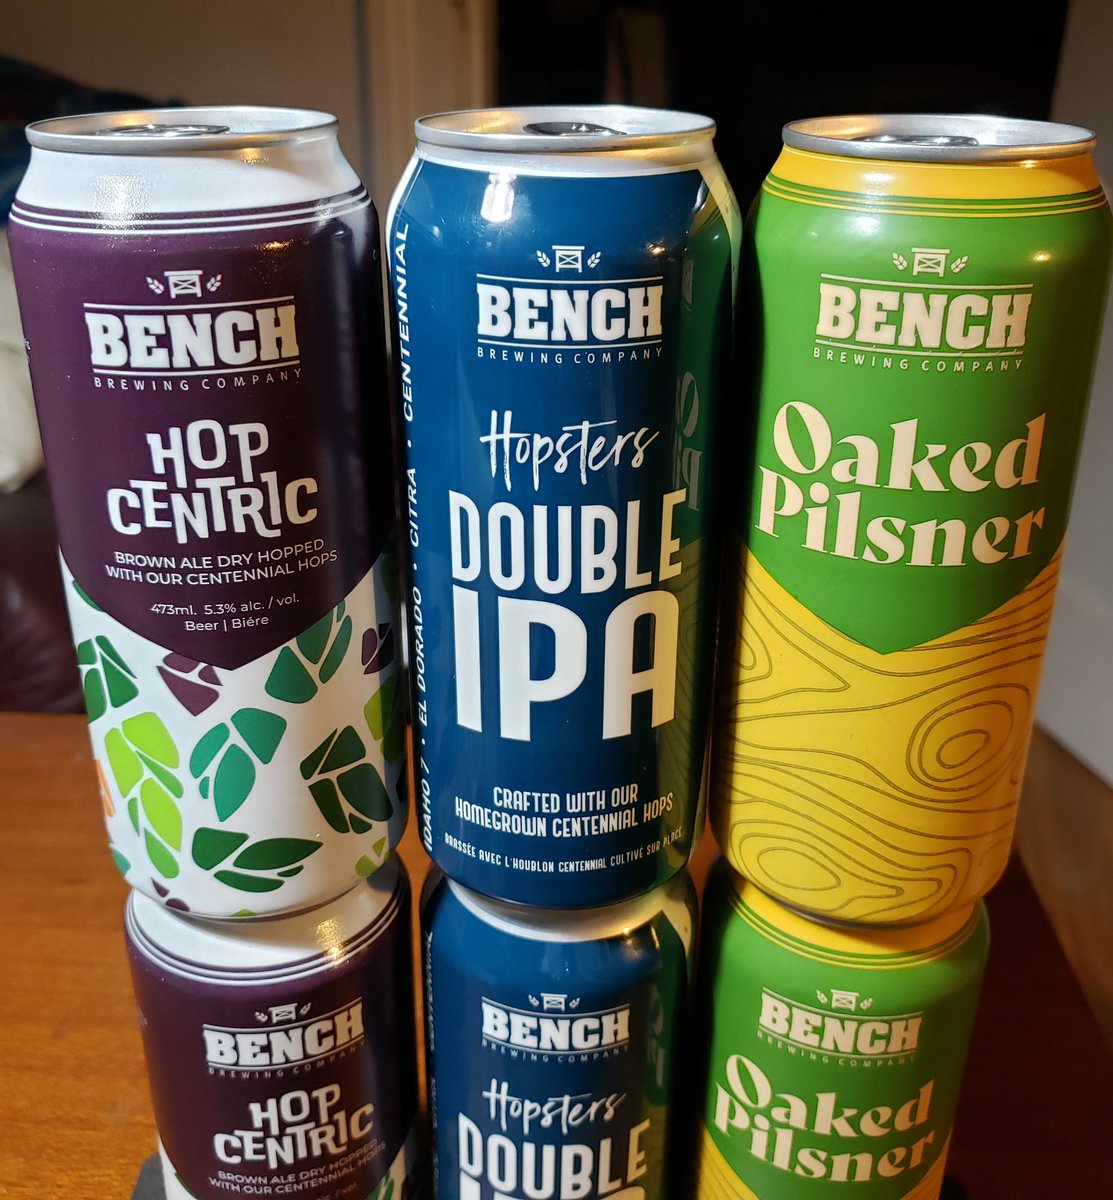 BENCH
BREWING COMPANY
HOP
CENTRIC
BROWN ALE DRY HOPPED
WITH OUR CENTENNIAL HOPS
473ml. 5.3% alc. / vol.
Beer | Biére
IDAHO 7 · EL DORADO · CITRA · CENTENNIAL
BENCH
BREWING COMPANY
Hopsters
DOUBLE
IPA
CRAFTED WITH OUR
HOMEGROWN CENTENNIAL HOPS
BRASSÉE AVEC L'HOUBLON CENTENNIAL CULTIVÉ SUR PLACE
BENCH
BREWING COMPANY
Oaked
Pilsner
BENCH
BREWING COMPANY
HOP
CENTRIC
BROWN ALE DRY HOPPED
WITH OUR CENTENNIAL HOPS
BENCH
BREWING COMPANY
Hopsters
DOUBLE
BENCH
BREWING COMPANY
Oaked
Pilsner